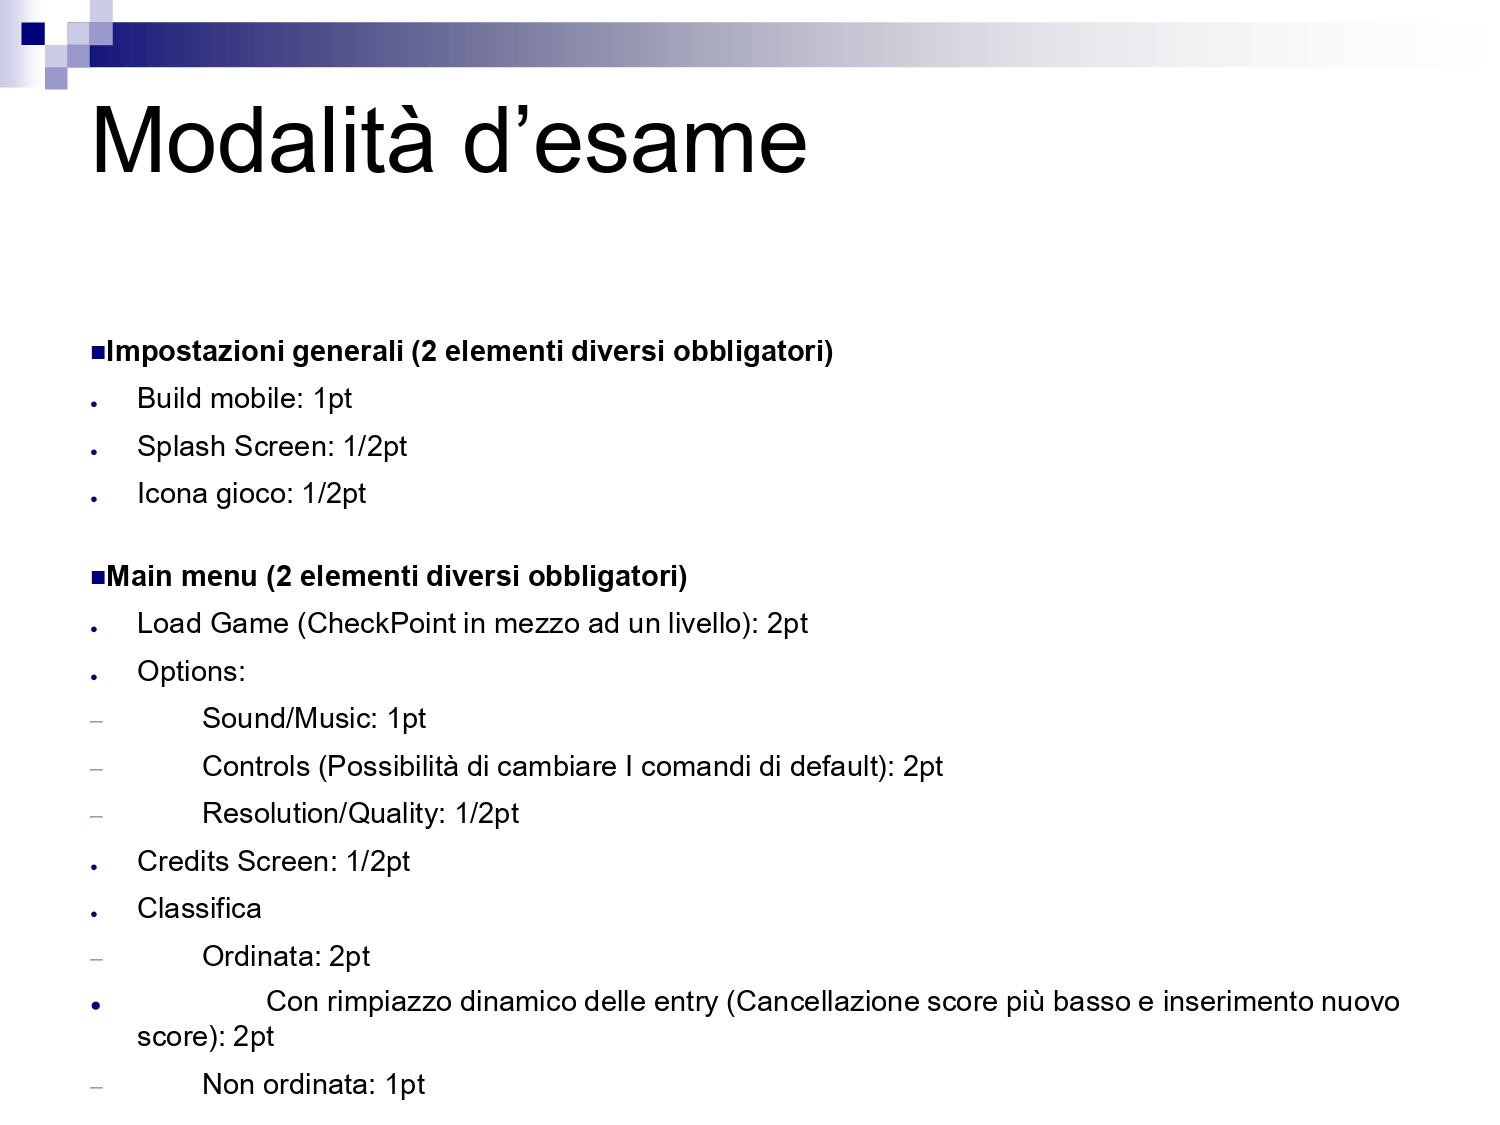 Modalità d’esame
Impostazioni generali (2 elementi diversi obbligatori)
Build mobile: 1pt
Splash Screen: 1/2pt
Icona gioco: 1/2pt
Main menu (2 elementi diversi obbligatori)
Load Game (CheckPoint in mezzo ad un livello): 2pt
Options:
Sound/Music: 1pt
Controls (Possibilità di cambiare I comandi di default): 2pt
Resolution/Quality: 1/2pt
Credits Screen: 1/2pt
Classifica
Ordinata: 2pt
Con rimpiazzo dinamico delle entry (Cancellazione score più basso e inserimento nuovo
score): 2pt
Non ordinata: 1pt